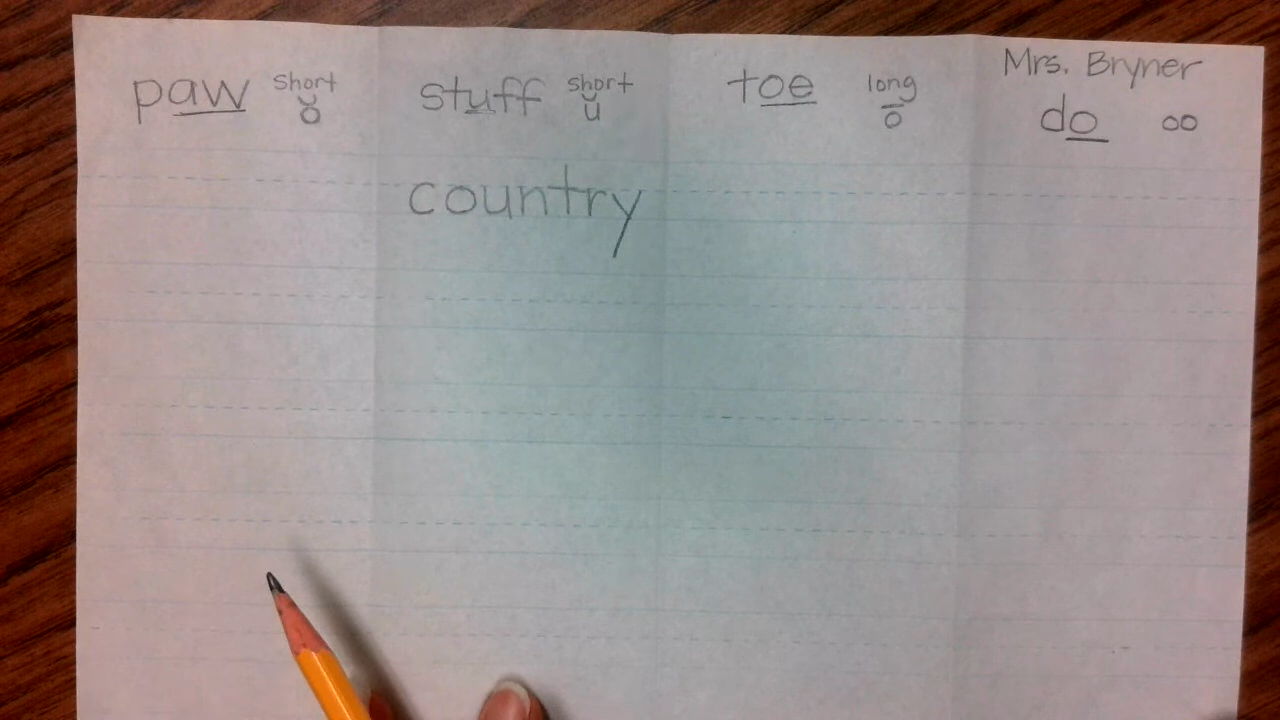 Mrs. Bryner
paw short ŏ
stuff short ŭ
toe long ō
do oo
country